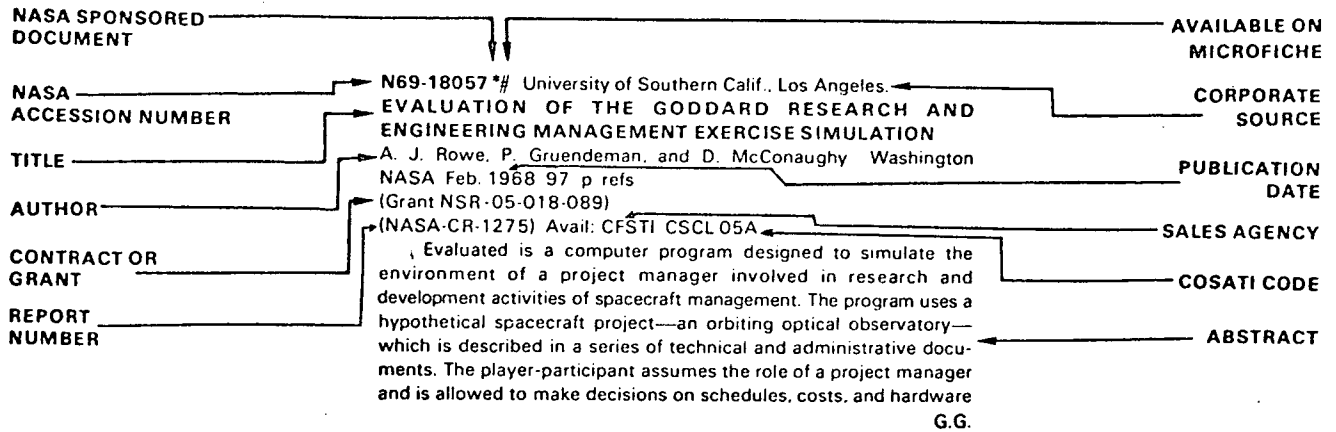 NASA SPONSORED
DOCUMENT
AVAILABLE ON
MICROFICHE
NASA
ACCESSION NUMBER
N69-18057 *# University of Southern Calif., Los Angeles.
CORPORATE
SOURCE
TITLE
EVALUATION OF THE GODDARD RESEARCH AND
ENGINEERING MANAGEMENT EXERCISE SIMULATION
AUTHOR
A. J. Rowe, P. Gruendeman, and D. McConaughy Washington
NASA Feb. 1968 97 p refs
PUBLICATION
DATE
CONTRACT OR
GRANT
(Grant NSR-05-018-089)
REPORT
NUMBER
(NASA-CR-1275) Avail: CFSTI CSCL 05A
SALES AGENCY
COSATI CODE
Evaluated is a computer program designed to simulate the
environment of a project manager involved in research and
development activities of spacecraft management. The program uses a
hypothetical spacecraft project—an orbiting optical observatory—
which is described in a series of technical and administrative docu-
ments. The player-participant assumes the role of a project manager
and is allowed to make decisions on schedules, costs, and hardware
G.G.
ABSTRACT